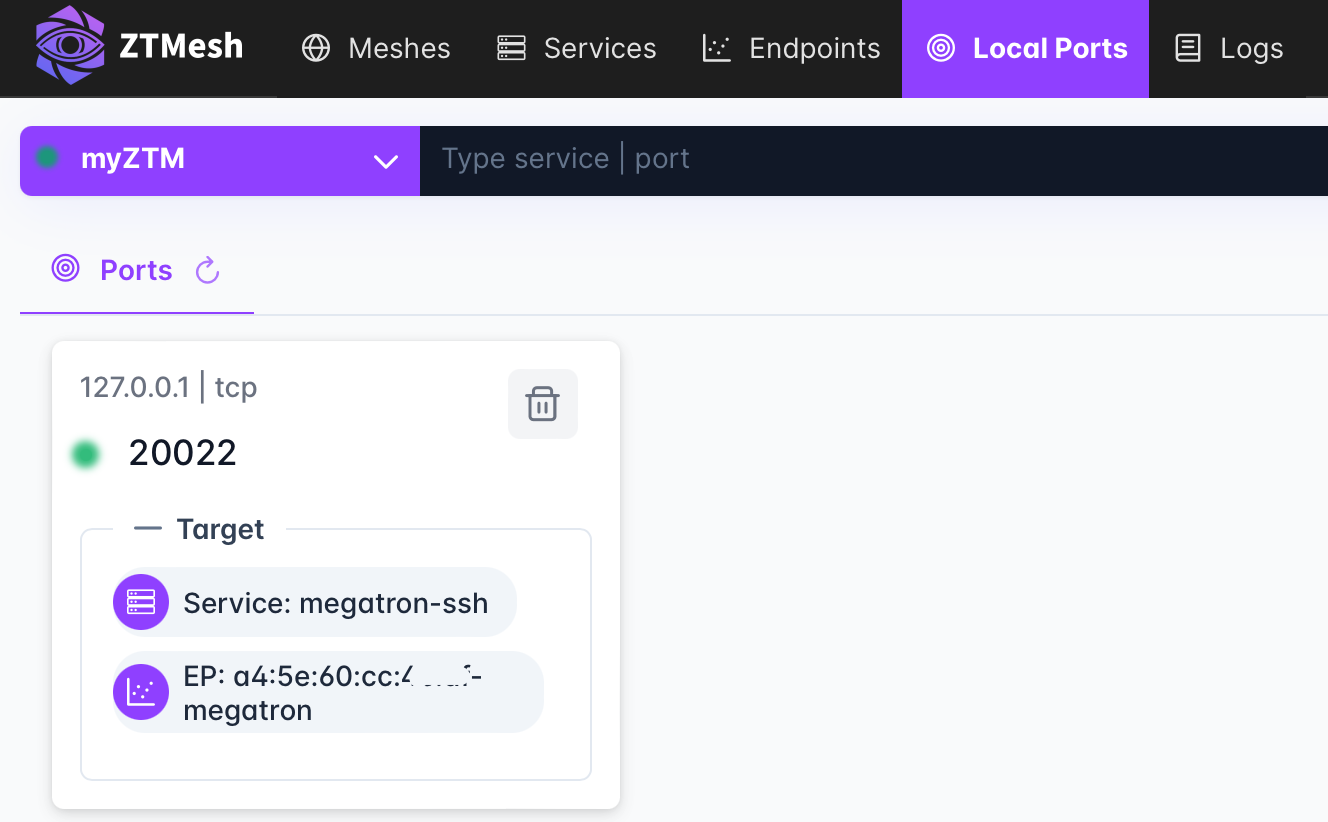 ZTMesh
Meshes
Services
Endpoints
Local Ports
Logs
myZTM
Type service | port
Ports
127.0.0.1 | tcp
20022
Target
Service: megatron-ssh
EP: a4:5e:60:cc:
megatron